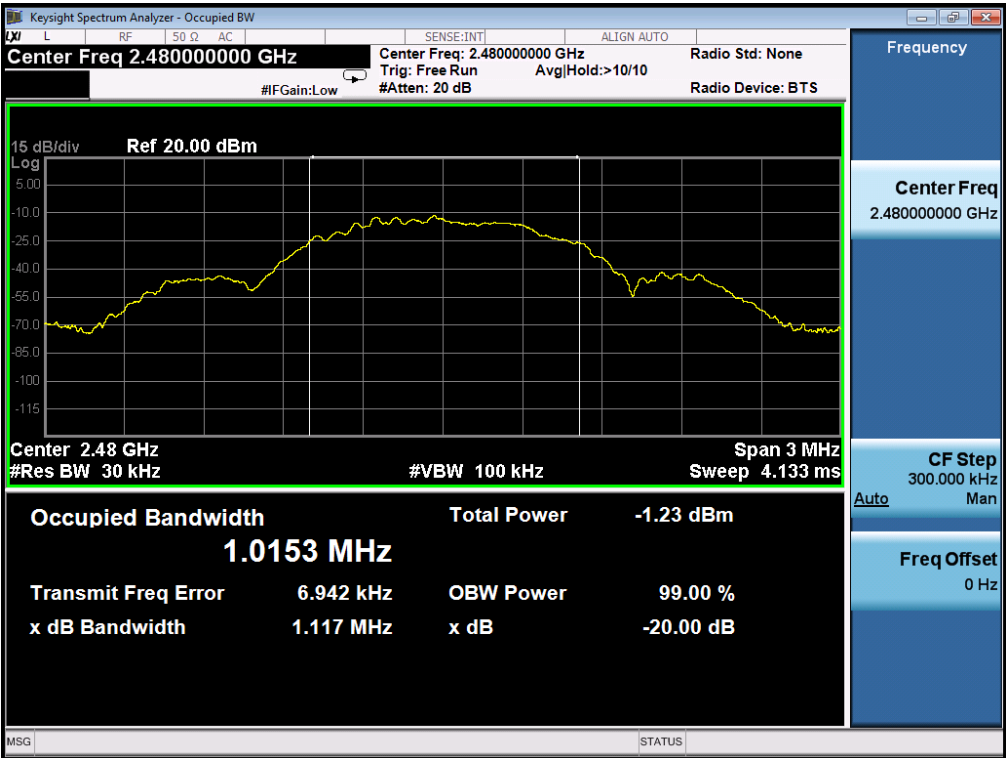 Keysight Spectrum Analyzer - Occupied BW
LXI L RF 50 Ω AC SENSE:INT ALIGN AUTO
Center Freq 2.480000000 GHz
Center Freq: 2.480000000 GHz Radio Std: None
Trig: Free Run Avg|Hold:>10/10
#IFGain:Low #Atten: 20 dB Radio Device: BTS
15 dB/div Ref 20.00 dBm
Log
5.00
-10.0
-25.0
-40.0
-55.0
-70.0
-85.0
-100
-115
Center 2.48 GHz Span 3 MHz
#Res BW 30 kHz #VBW 100 kHz Sweep 4.133 ms
Occupied Bandwidth Total Power -1.23 dBm
1.0153 MHz
Transmit Freq Error 6.942 kHz OBW Power 99.00 %
x dB Bandwidth 1.117 MHz x dB -20.00 dB
Frequency
Center Freq
2.480000000 GHz
CF Step
300.000 kHz
Auto Man
Freq Offset
0 Hz
MSG STATUS